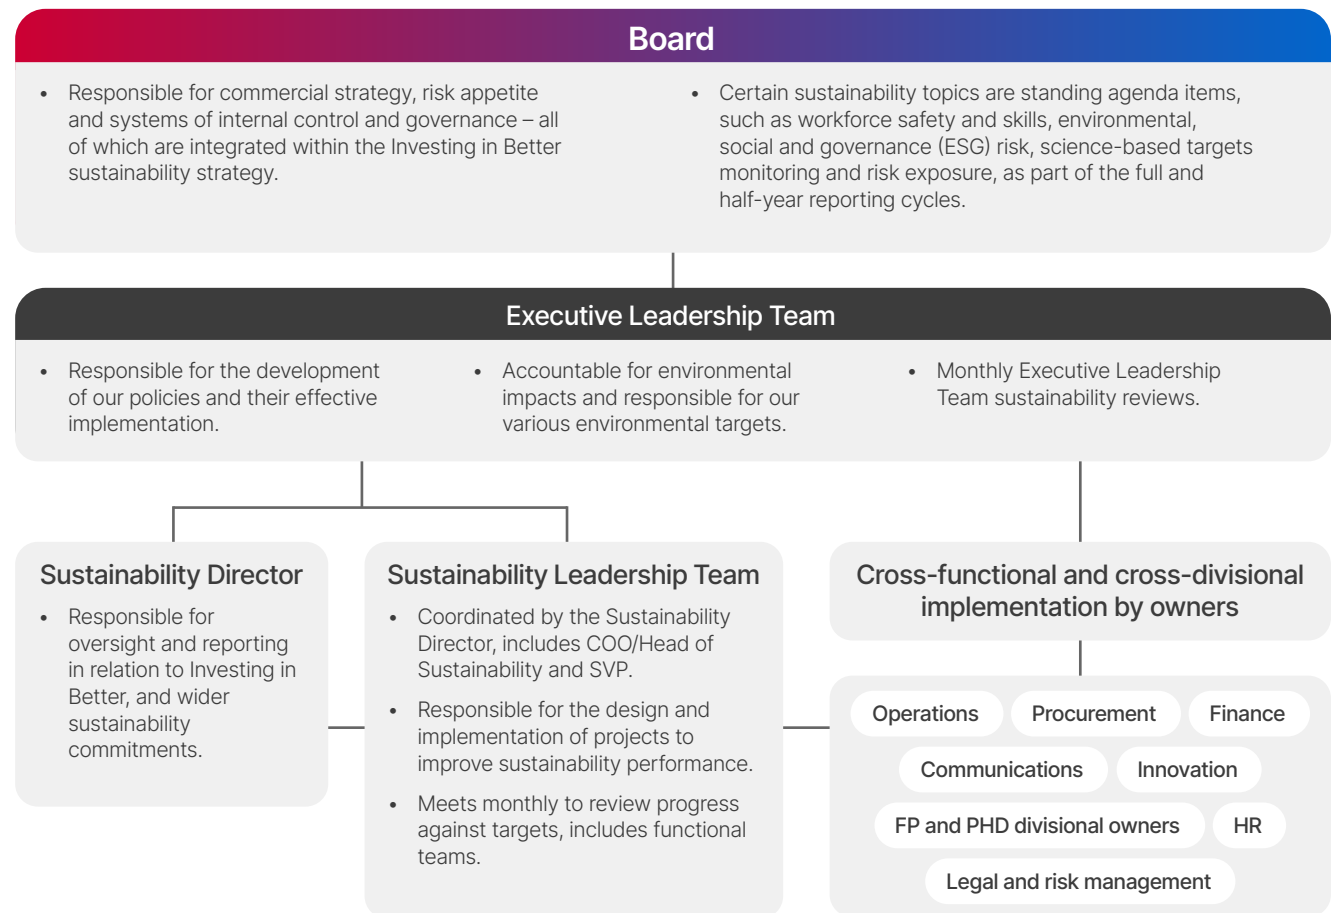 Board
• Responsible for commercial strategy, risk appetite
and systems of internal control and governance – all
of which are integrated within the Investing in Better
sustainability strategy.
• Certain sustainability topics are standing agenda items,
such as workforce safety and skills, environmental,
social and governance (ESG) risk, science-based targets
monitoring and risk exposure, as part of the full and
half-year reporting cycles.
Executive Leadership Team
• Responsible for the development
of our policies and their effective
implementation.
• Accountable for environmental
impacts and responsible for our
various environmental targets.
• Monthly Executive Leadership
Team sustainability reviews.
Sustainability Director
• Responsible for
oversight and reporting
in relation to Investing in
Better, and wider
sustainability
commitments.
Sustainability Leadership Team
• Coordinated by the Sustainability
Director, includes COO/Head of
Sustainability and SVP.
• Responsible for the design and
implementation of projects to
improve sustainability performance.
• Meets monthly to review progress
against targets, includes functional
teams.
Cross-functional and cross-divisional
implementation by owners
Operations
Procurement
Finance
Communications
Innovation
FP and PHD divisional owners
HR
Legal and risk management